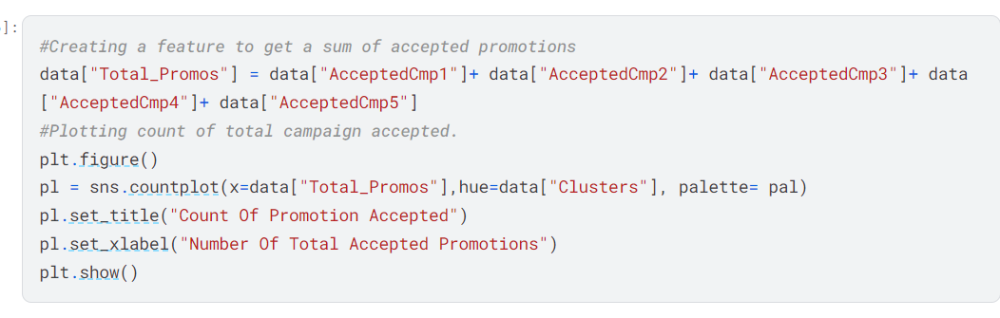 ]:
#Creating a feature to get a sum of accepted promotions
data["Total_Promos"] = data["AcceptedCmp1"]+ data["AcceptedCmp2"]+ data["AcceptedCmp3"]+ data
["AcceptedCmp4"]+ data["AcceptedCmp5"]
#Plotting count of total campaign accepted.
plt.figure()
pl = sns.countplot(x=data["Total_Promos"],hue=data["Clusters"], palette= pal)
pl.set_title("Count Of Promotion Accepted")
pl.set_xlabel("Number Of Total Accepted Promotions")
plt.show()